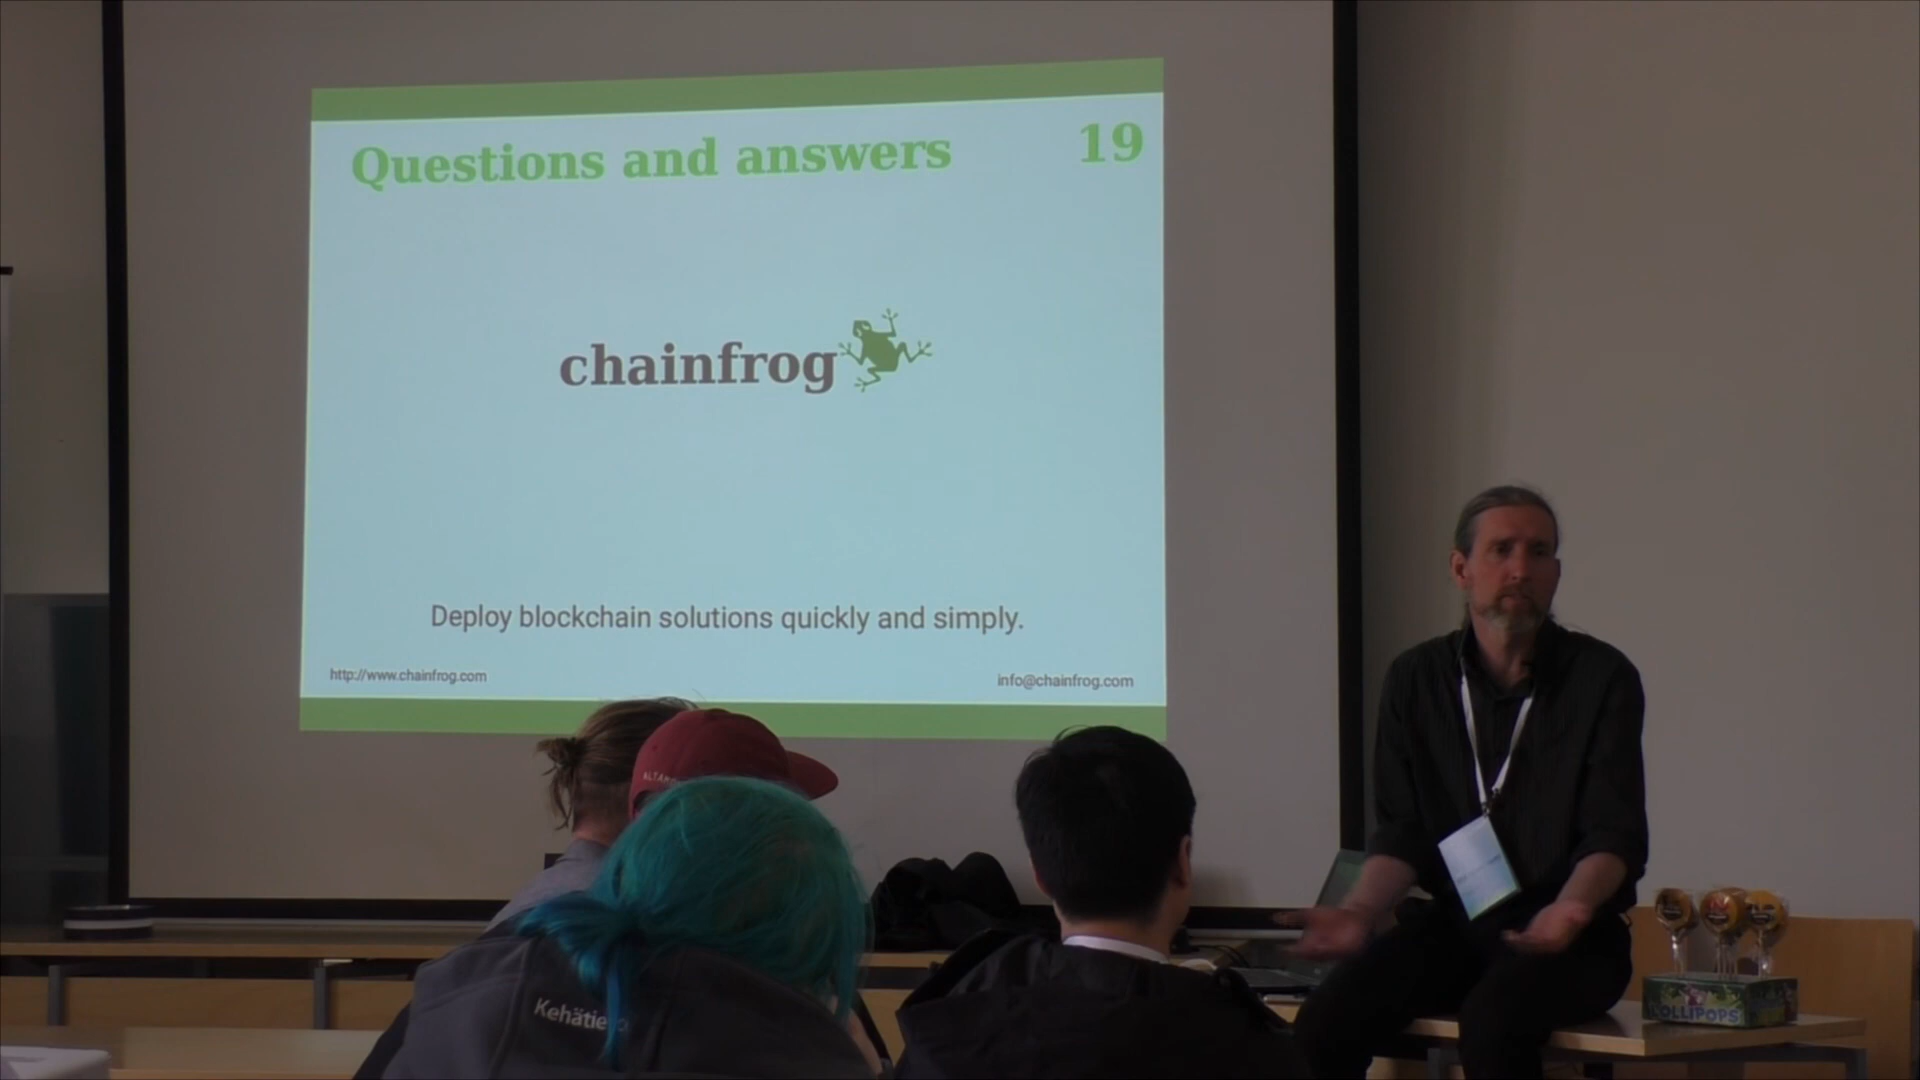 Questions and answers
19
chainfrog
Deploy blockchain solutions quickly and simply.
http://www.chainfrog.com
info@chainfrog.com
LOLLIPOPS